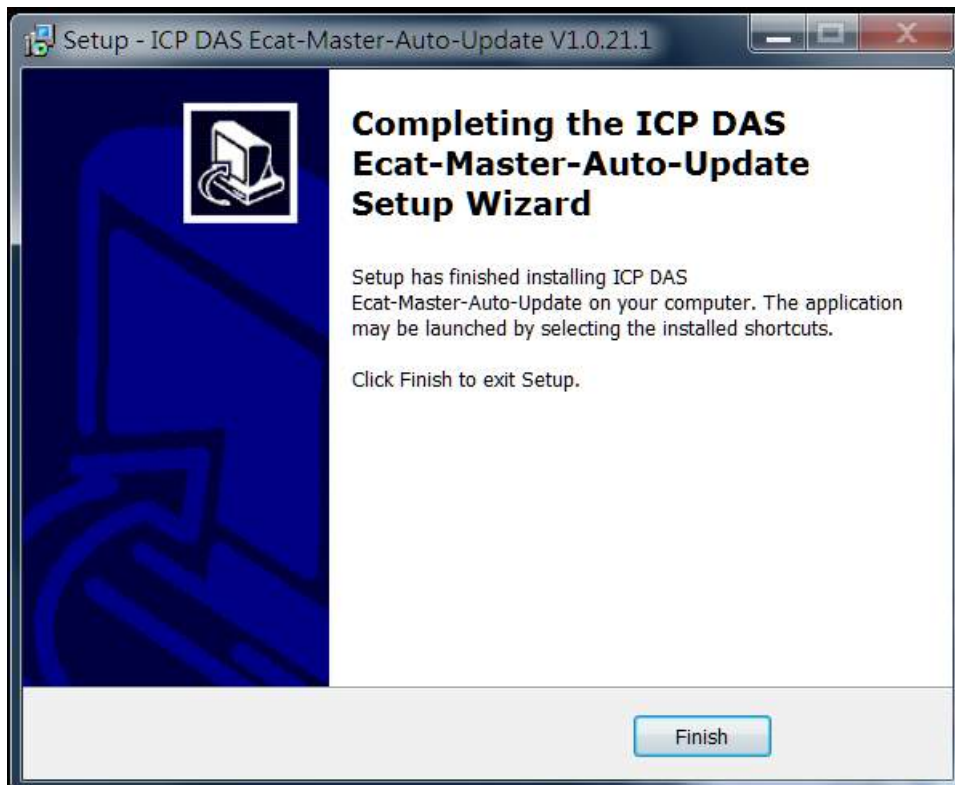 Setup - ICP DAS Ecat-Master-Auto-Update V1.0.21.1
Completing the ICP DAS
Ecat-Master-Auto-Update
Setup Wizard
Setup has finished installing ICP DAS
Ecat-Master-Auto-Update on your computer. The application
may be launched by selecting the installed shortcuts.
Click Finish to exit Setup.
Finish